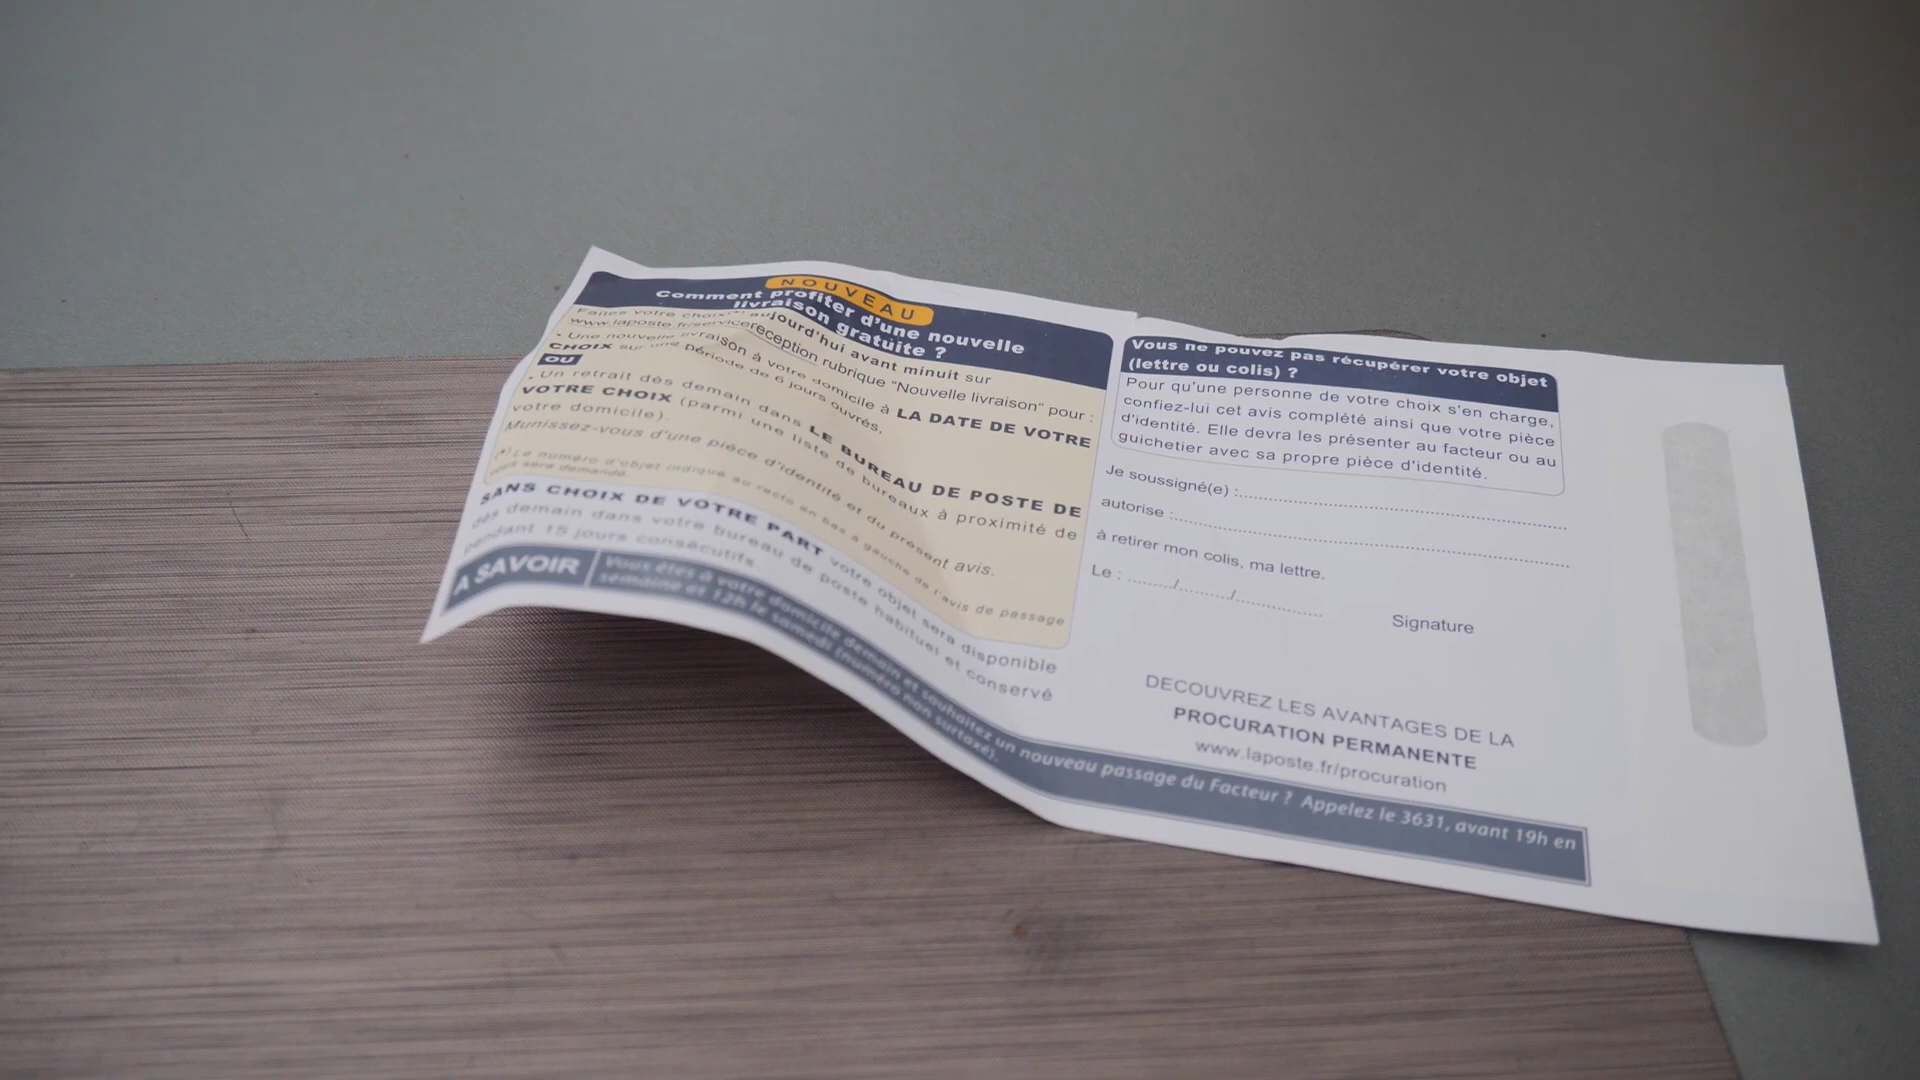 NOUVEAU
Comment profiter d'une nouvelle
livraison gratuite ?
Faites votre choix(*) aujourd'hui avant minuit sur
www.laposte.fr/servicereception rubrique "Nouvelle livraison" pour :
- Une nouvelle livraison à votre domicile à LA DATE DE VOTRE
CHOIX sur une période de 6 jours ouvrés.
OU
- Un retrait dès demain dans LE BUREAU DE POSTE DE
VOTRE CHOIX (parmi une liste de bureaux à proximité de
votre domicile).
Munissez-vous d'une pièce d'identité et du présent avis.
(*) Le numéro d'objet indiqué au recto en bas à gauche de l'avis de passage
vous sera demandé.
SANS CHOIX DE VOTRE PART votre objet sera disponible
dès demain dans votre bureau de poste habituel et conservé
pendant 15 jours consécutifs.
Vous ne pouvez pas récupérer votre objet
(lettre ou colis) ?
Pour qu'une personne de votre choix s'en charge,
confiez-lui cet avis complété ainsi que votre pièce
d'identité. Elle devra les présenter au facteur ou au
guichetier avec sa propre pièce d'identité.
Je soussigné(e) :
autorise :
à retirer mon colis, ma lettre.
Le : ......../........./...............
Signature
DECOUVREZ LES AVANTAGES DE LA
PROCURATION PERMANENTE
www.laposte.fr/procuration
A SAVOIR
Vous êtes à votre domicile demain et souhaitez un nouveau passage du Facteur ? Appelez le 3631, avant 19h en
semaine et 12h le samedi (numéro non surtaxé).